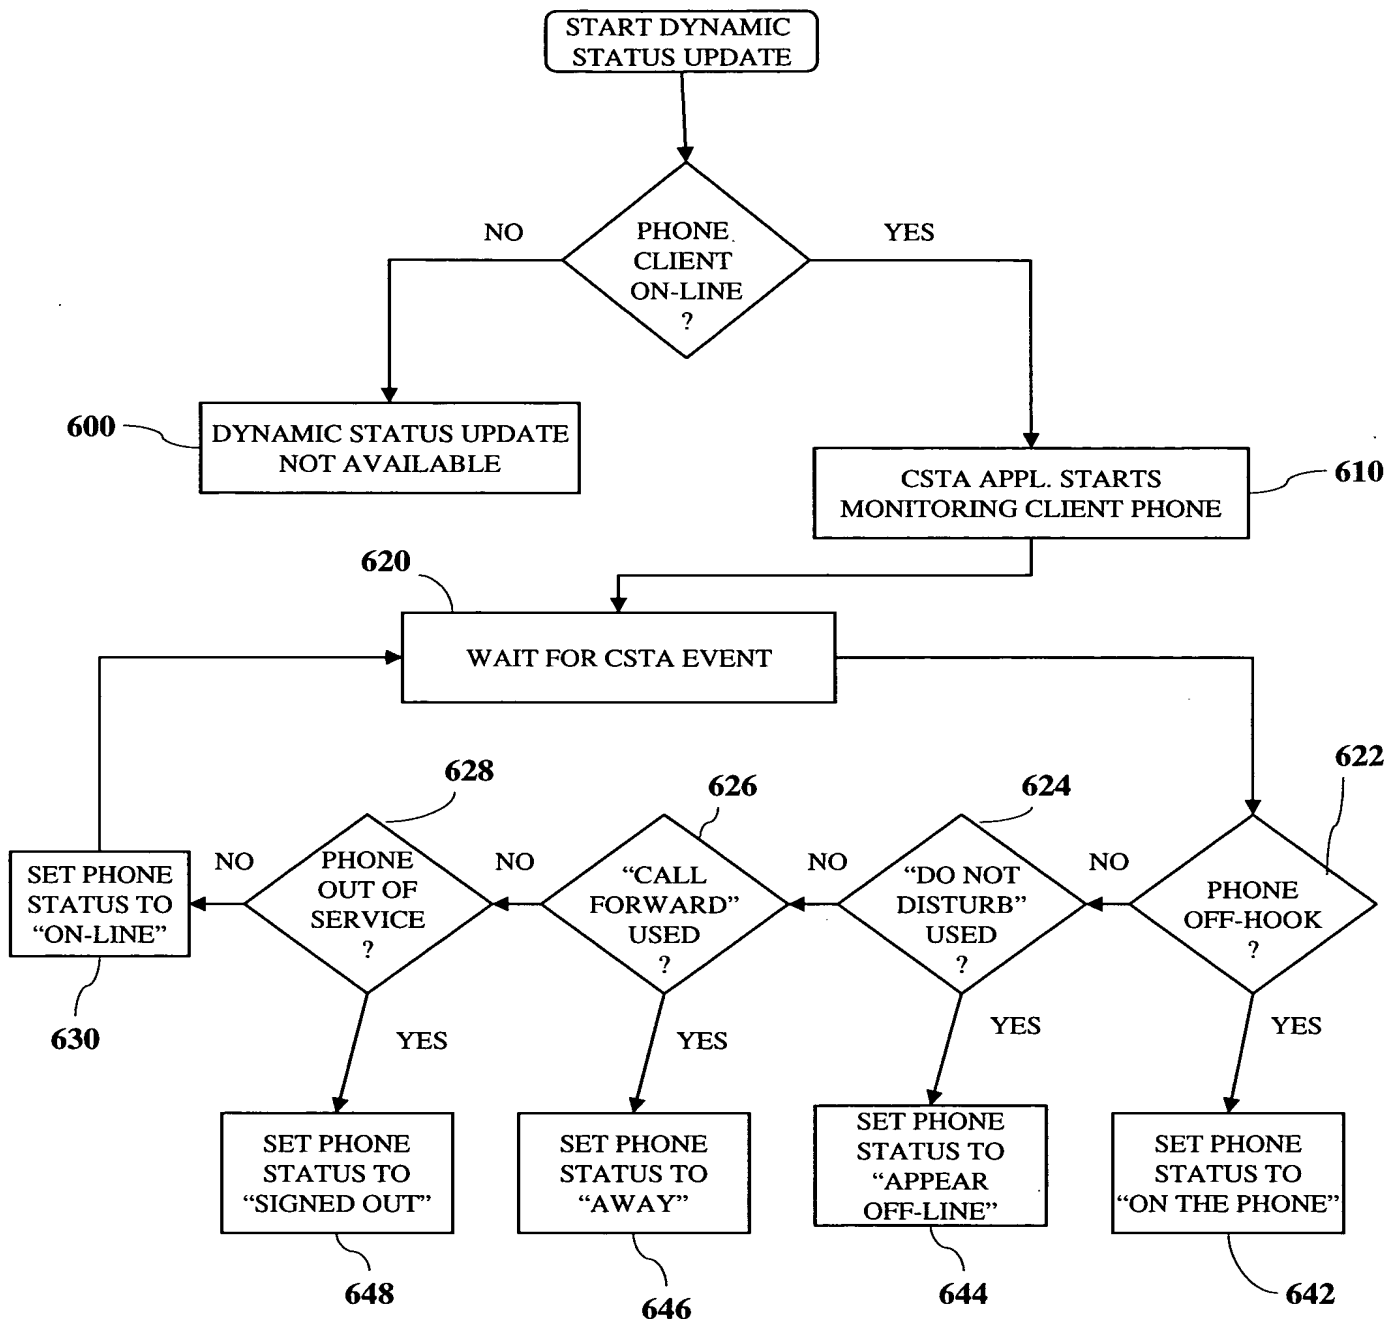 START DYNAMIC
STATUS UPDATE
NO
PHONE
CLIENT
ON-LINE
?
YES
600
DYNAMIC STATUS UPDATE
NOT AVAILABLE
CSTA APPL. STARTS
MONITORING CLIENT PHONE
610
620
WAIT FOR CSTA EVENT
628
626
624
622
SET PHONE
STATUS TO
“ON-LINE”
630
NO
PHONE
OUT OF
SERVICE
?
NO
“CALL
FORWARD”
USED
?
NO
“DO NOT
DISTURB”
USED
?
NO
PHONE
OFF-HOOK
?
YES
YES
YES
YES
SET PHONE
STATUS TO
“SIGNED OUT”
SET PHONE
STATUS TO
“AWAY”
SET PHONE
STATUS TO
“APPEAR
OFF-LINE”
SET PHONE
STATUS TO
“ON THE PHONE”
648
646
644
642